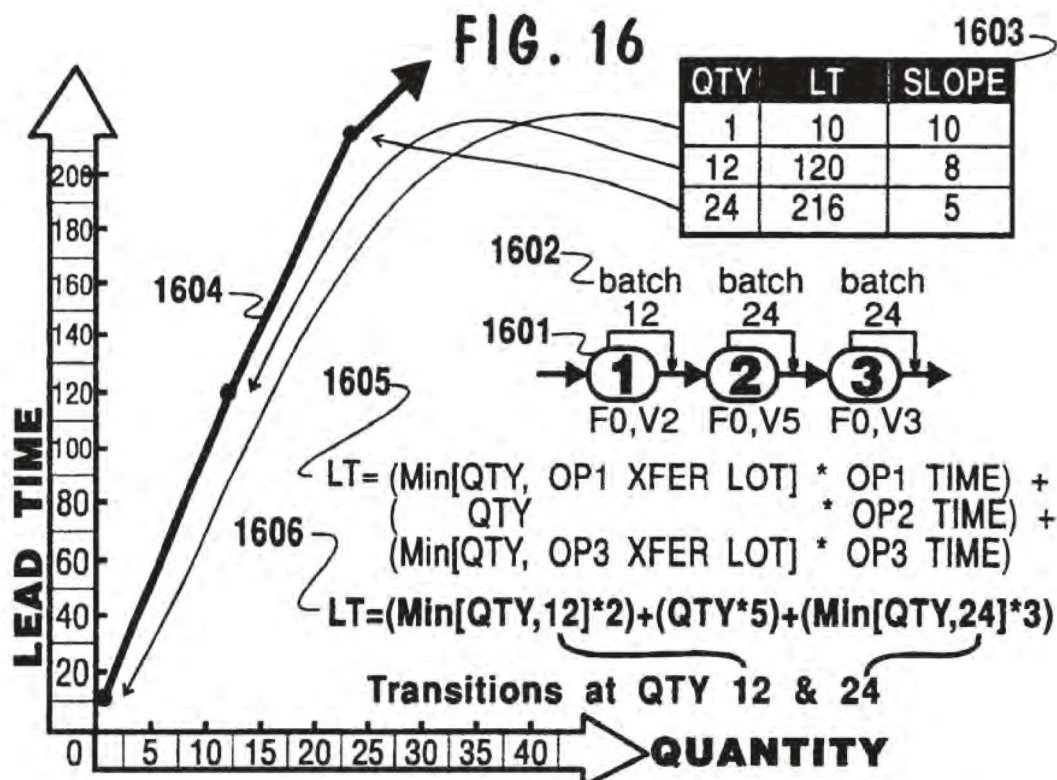 FIG. 16
1603
QTY LT SLOPE
1 10 10
12 120 8
24 216 5
1602
batch batch batch
12 24 24
1601
1 2 3
F0,V2 F0,V5 F0,V3
1604
1605
LT= (Min[QTY, OP1 XFER LOT] * OP1 TIME) +
( QTY * OP2 TIME) +
(Min[QTY, OP3 XFER LOT] * OP3 TIME)
1606
LT=(Min[QTY,12]*2)+(QTY*5)+(Min[QTY,24]*3)
Transitions at QTY 12 & 24
LEAD TIME
200
180
160
140
120
100
80
60
40
20
0 5 10 15 20 25 30 35 40
QUANTITY